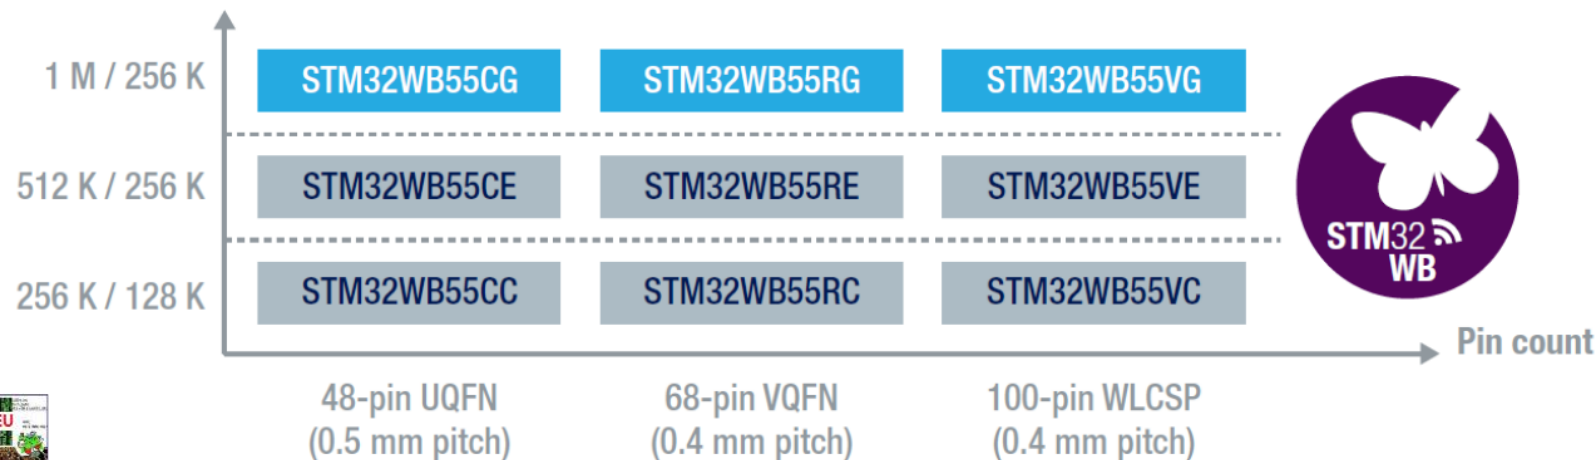 1 M / 256 K
STM32WB55CG
STM32WB55RG
STM32WB55VG
512 K / 256 K
STM32WB55CE
STM32WB55RE
STM32WB55VE
256 K / 128 K
STM32WB55CC
STM32WB55RC
STM32WB55VC
STM32
WB
Pin count
48-pin UQFN
(0.5 mm pitch)
68-pin VQFN
(0.4 mm pitch)
100-pin WLCSP
(0.4 mm pitch)
EU